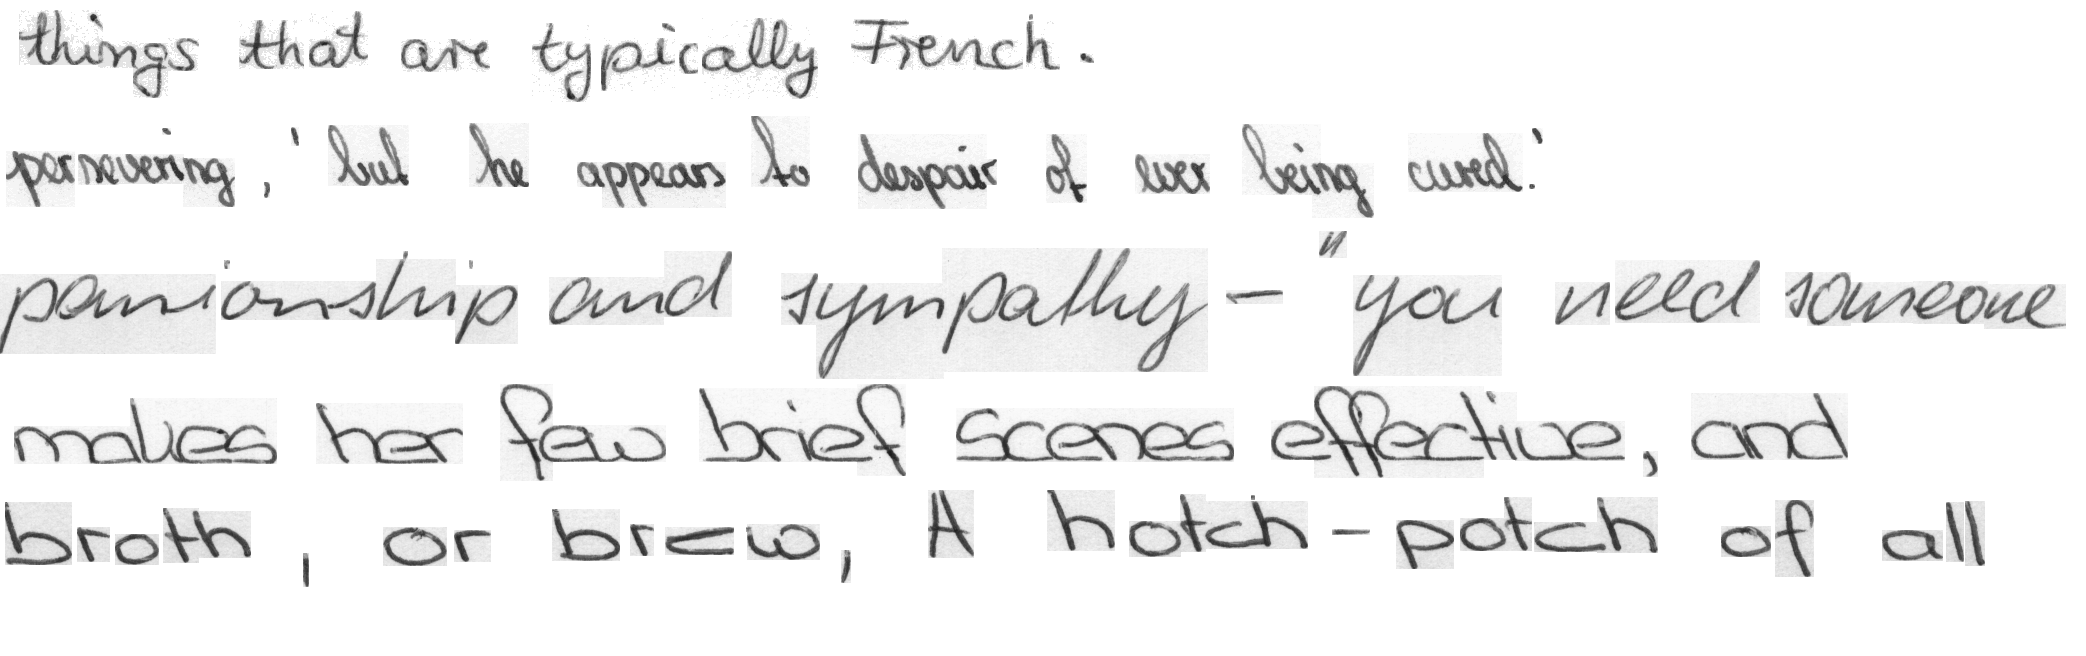 things that are typically French.
persevering,' but he appears to despair of ever being cured.'
panionship and sympathy - "you need someone
makes her few brief scenes effective, and
broth, or brew, A hotch-potch of all